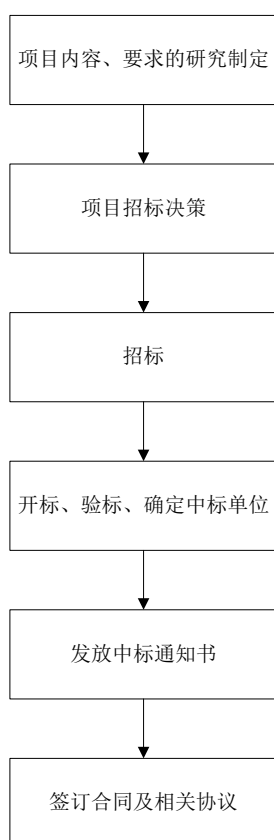 项目内容、要求的研究制定
项目招标决策
招标
开标、验标、确定中标单位
发放中标通知书
签订合同及相关协议